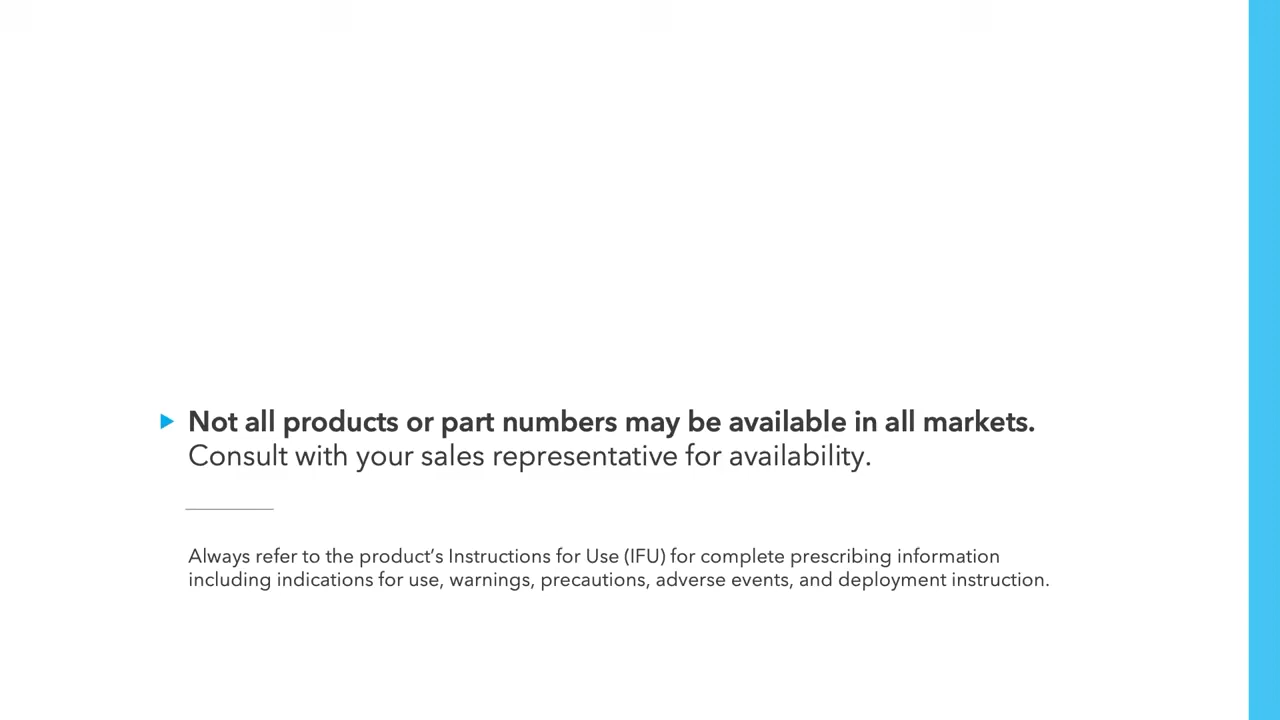 Not all products or part numbers may be available in all markets.
Consult with your sales representative for availability.
Always refer to the product’s Instructions for Use (IFU) for complete prescribing information
including indications for use, warnings, precautions, adverse events, and deployment instruction.